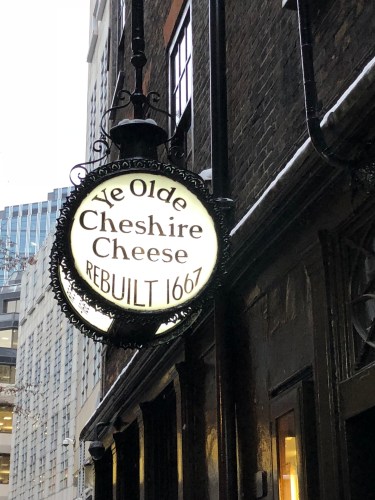 Ye Olde
Cheshire
Cheese
REBUILT 1667